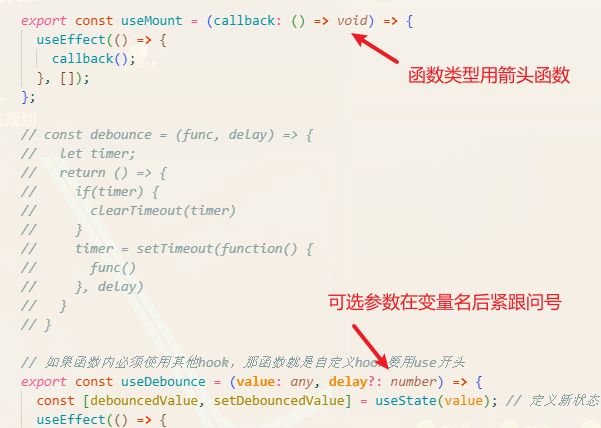 export const useMount = (callback: () => void) => {
  useEffect(() => {
    callback();
  }, []);
};
函数类型用箭头函数
// const debounce = (func, delay) => {
//   let timer;
//   return () => {
//     if(timer) {
//       clearTimeout(timer)
//     }
//     timer = setTimeout(function() {
//       func()
//     }, delay)
//   }
// }
可选参数在变量名后紧跟问号
// 如果函数内必须使用其他hook，那函数就是自定义hook要用use开头
export const useDebounce = (value: any, delay?: number) => {
  const [debouncedValue, setDebouncedValue] = useState(value); // 定义新状态
  useEffect(() => {